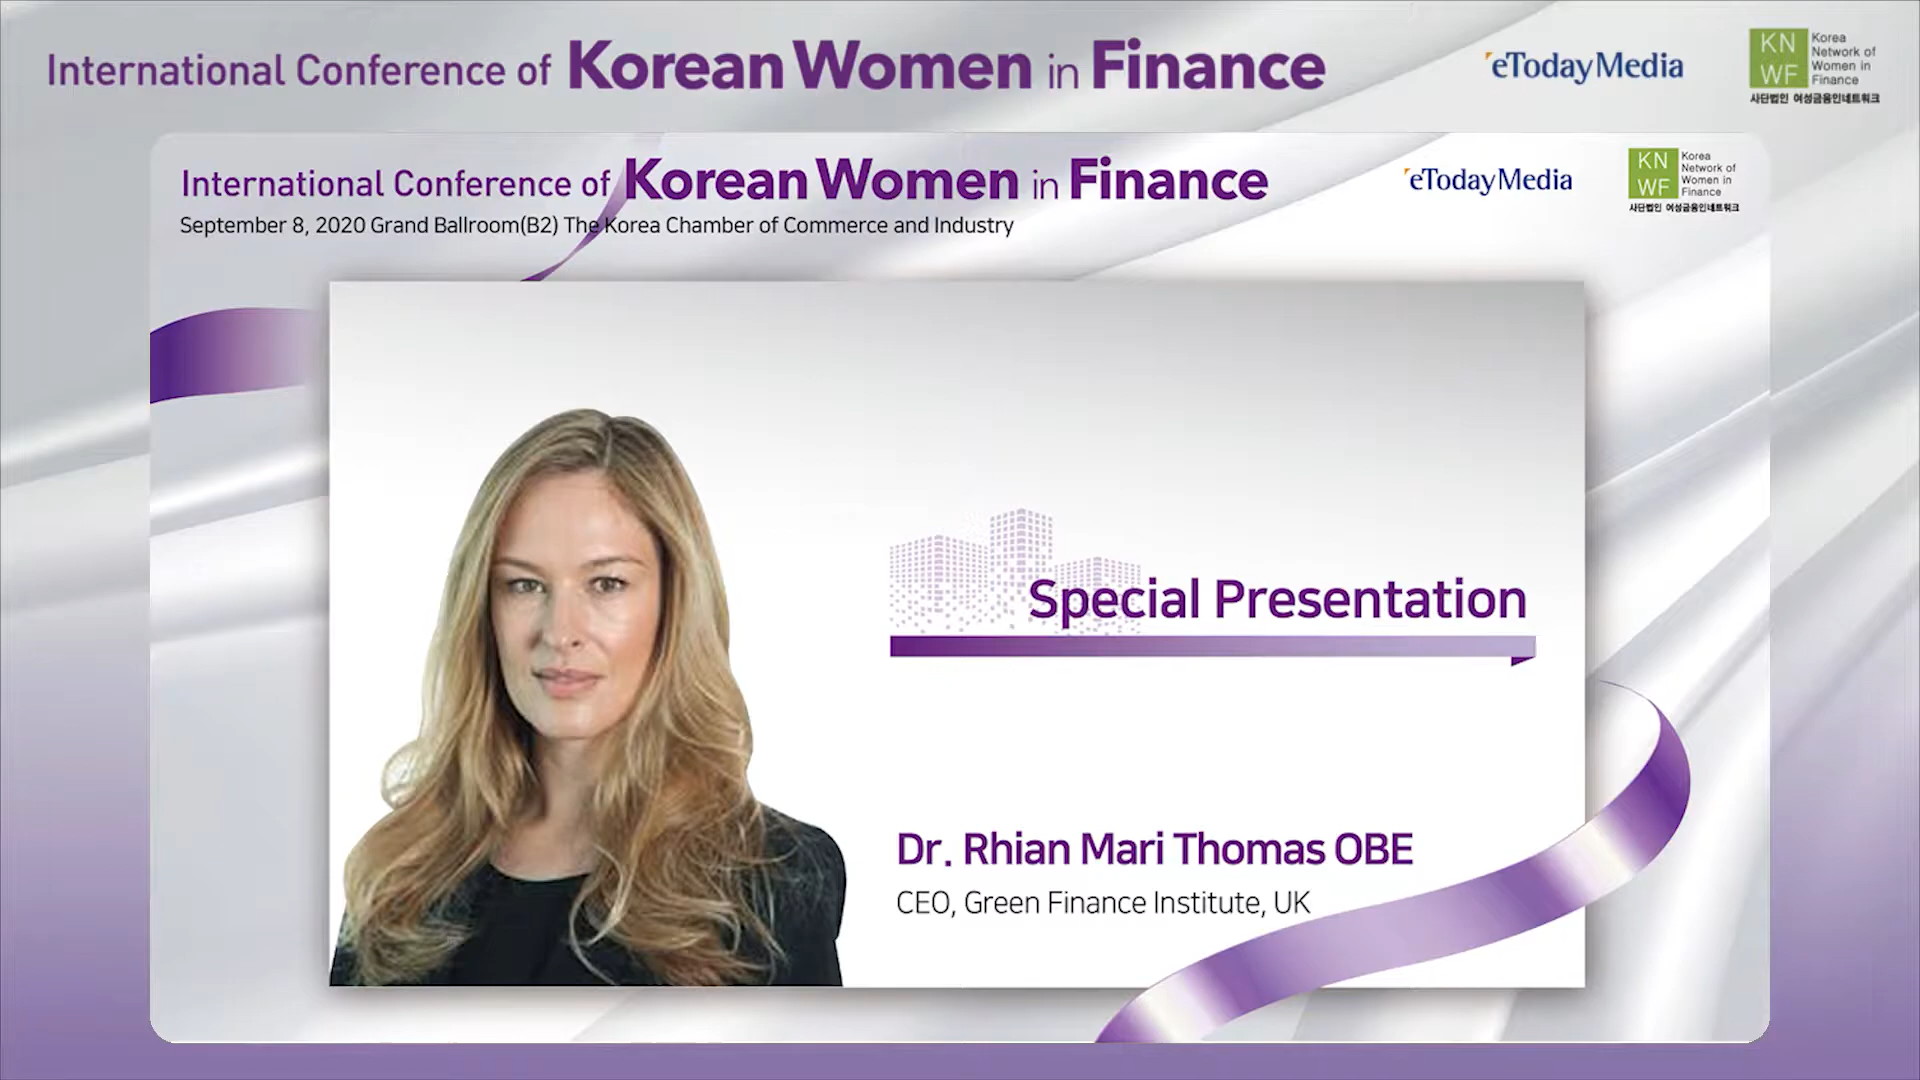 International Conference of Korean Women in Finance
eTodayMedia
KN
WF
Korea
Network of
Women in
Finance
사단법인 여성금융인네트워크
International Conference of Korean Women in Finance
September 8, 2020 Grand Ballroom(B2) The Korea Chamber of Commerce and Industry
eTodayMedia
KN
WF
Korea
Network of
Women in
Finance
사단법인 여성금융인네트워크
Special Presentation
Dr. Rhian Mari Thomas OBE
CEO, Green Finance Institute, UK